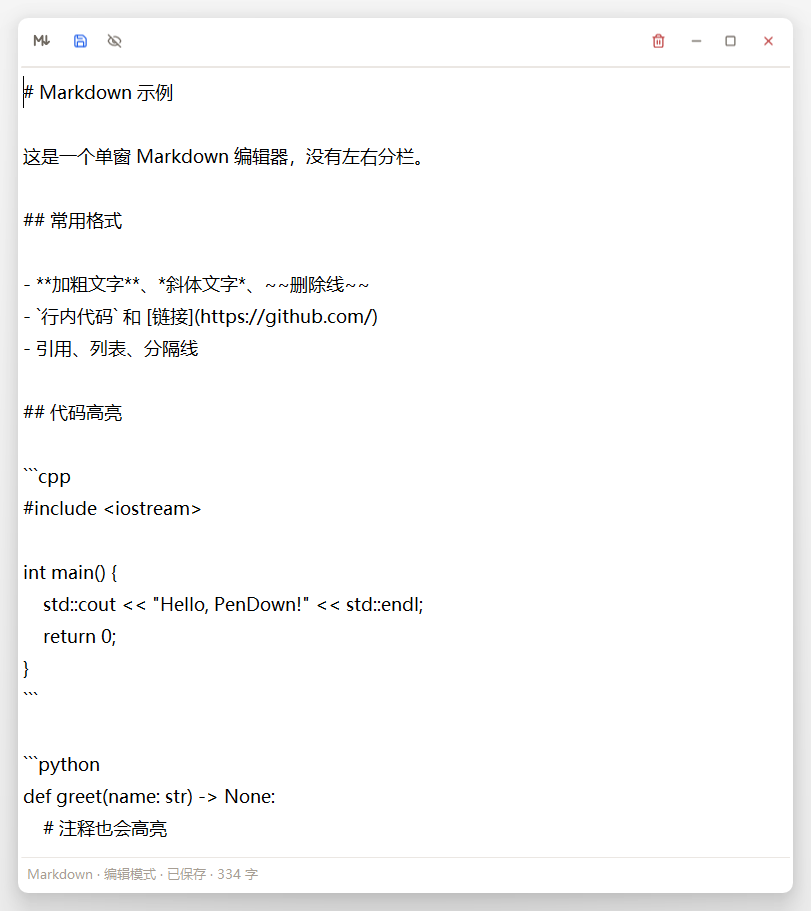 M↓
# Markdown 示例
这是一个单窗 Markdown 编辑器，没有左右分栏。
## 常用格式
- **加粗文字**、*斜体文字*、~~删除线~~
- `行内代码` 和 [链接](https://github.com/)
- 引用、列表、分隔线
## 代码高亮
```cpp
#include <iostream>
int main() {
    std::cout << "Hello, PenDown!" << std::endl;
    return 0;
}
```
```python
def greet(name: str) -> None:
    # 注释也会高亮
Markdown · 编辑模式 · 已保存 · 334 字